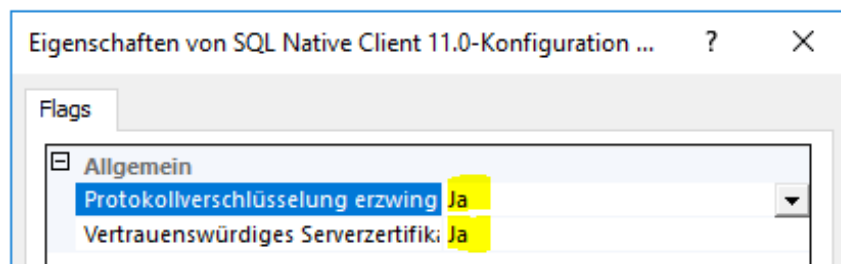 Eigenschaften von SQL Native Client 11.0-Konfiguration ... ? X
Flags
Allgemein
Protokollverschlüsselung erzwing Ja
Vertrauenswürdiges Serverzertifik Ja